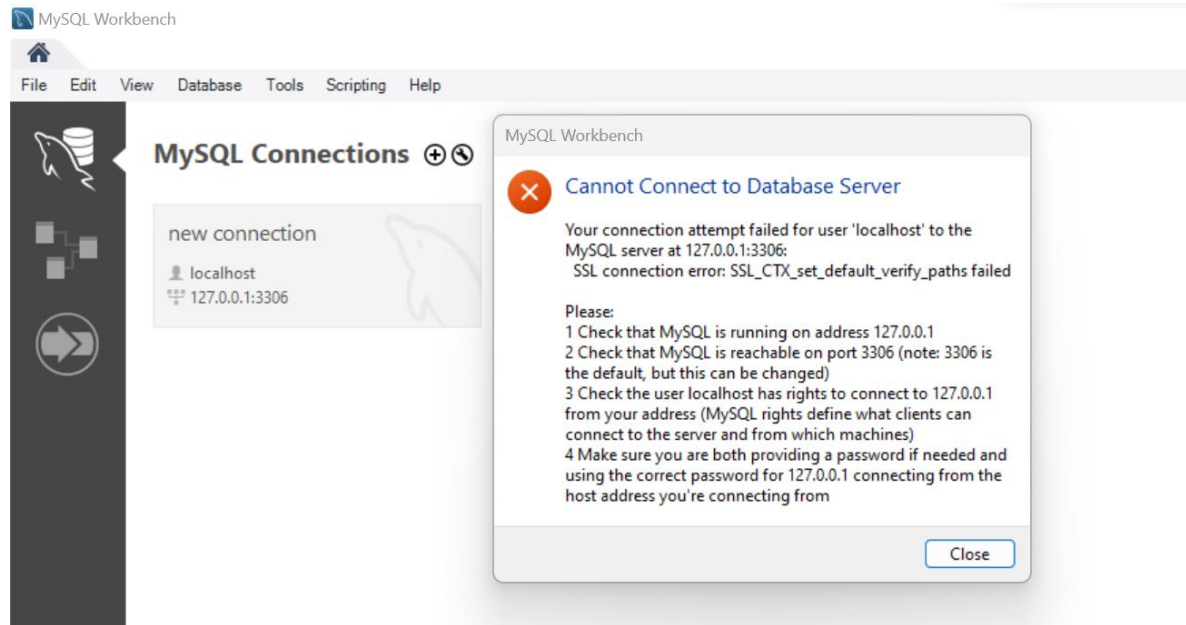 MySQL Workbench
File Edit View Database Tools Scripting Help
MySQL Connections
new connection
localhost
127.0.0.1:3306
MySQL Workbench
Cannot Connect to Database Server
Your connection attempt failed for user 'localhost' to the
MySQL server at 127.0.0.1:3306:
SSL connection error: SSL_CTX_set_default_verify_paths failed
Please:
1 Check that MySQL is running on address 127.0.0.1
2 Check that MySQL is reachable on port 3306 (note: 3306 is
the default, but this can be changed)
3 Check the user localhost has rights to connect to 127.0.0.1
from your address (MySQL rights define what clients can
connect to the server and from which machines)
4 Make sure you are both providing a password if needed and
using the correct password for 127.0.0.1 connecting from the
host address you're connecting from
Close